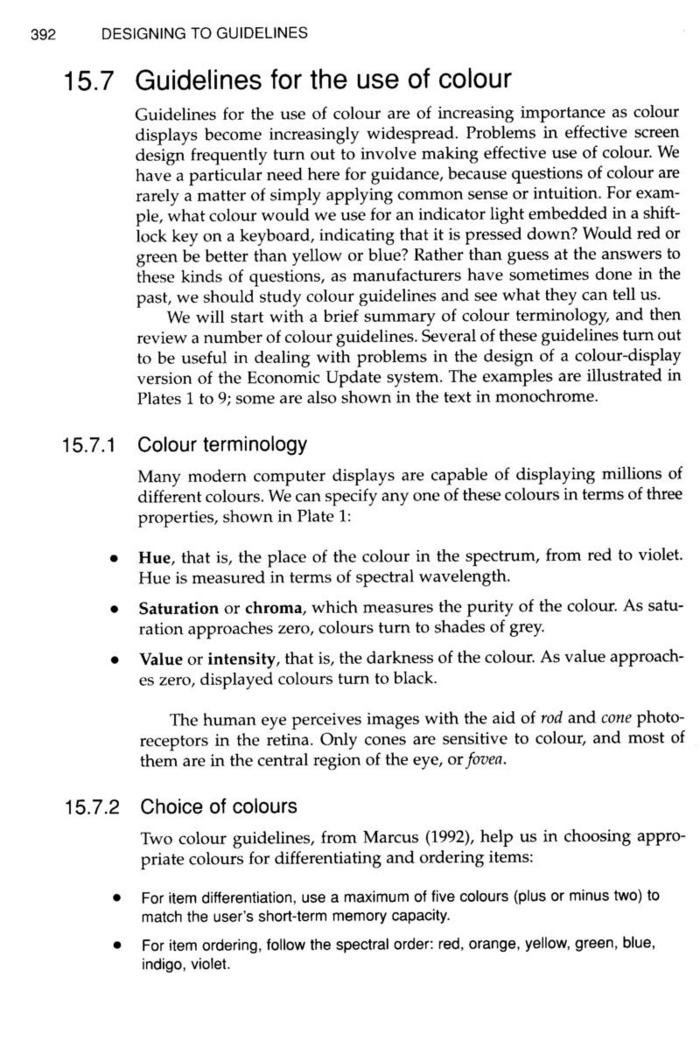 392 DESIGNING TO GUIDELINES
15.7 Guidelines for the use of colour
Guidelines for the use of colour are of increasing importance as colour
displays become increasingly widespread. Problems in effective screen
design frequently turn out to involve making effective use of colour. We
have a particular need here for guidance, because questions of colour are
rarely a matter of simply applying common sense or intuition. For exam-
ple, what colour would we use for an indicator light embedded in a shift-
lock key on a keyboard, indicating that it is pressed down? Would red or
green be better than yellow or blue? Rather than guess at the answers to
these kinds of questions, as manufacturers have sometimes done in the
past, we should study colour guidelines and see what they can tell us.
We will start with a brief summary of colour terminology, and then
review a number of colour guidelines. Several of these guidelines turn out
to be useful in dealing with problems in the design of a colour-display
version of the Economic Update system. The examples are illustrated in
Plates 1 to 9; some are also shown in the text in monochrome.
15.7.1 Colour terminology
Many modern computer displays are capable of displaying millions of
different colours. We can specify any one of these colours in terms of three
properties, shown in Plate 1:
• Hue, that is, the place of the colour in the spectrum, from red to violet.
Hue is measured in terms of spectral wavelength.
• Saturation or chroma, which measures the purity of the colour. As satu-
ration approaches zero, colours turn to shades of grey.
• Value or intensity, that is, the darkness of the colour. As value approach-
es zero, displayed colours turn to black.
The human eye perceives images with the aid of rod and cone photo-
receptors in the retina. Only cones are sensitive to colour, and most of
them are in the central region of the eye, or fovea.
15.7.2 Choice of colours
Two colour guidelines, from Marcus (1992), help us in choosing appro-
priate colours for differentiating and ordering items:
• For item differentiation, use a maximum of five colours (plus or minus two) to
match the user's short-term memory capacity.
• For item ordering, follow the spectral order: red, orange, yellow, green, blue,
indigo, violet.